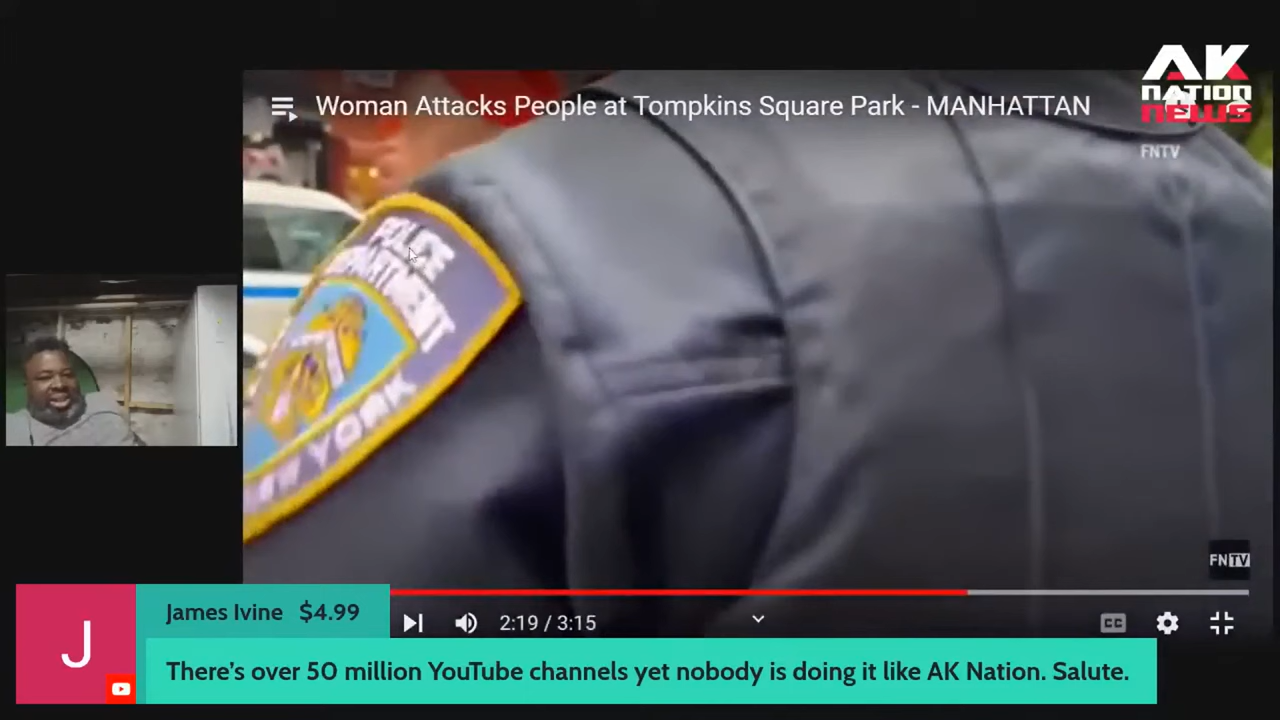 Woman Attacks People at Tompkins Square Park - MANHATTAN
AK
NATION
NEWS
FNTV
POLICE
DEPARTMENT
NEW YORK
FNTV
James Ivine $4.99
2:19 / 3:15
CC
J
There's over 50 million YouTube channels yet nobody is doing it like AK Nation. Salute.